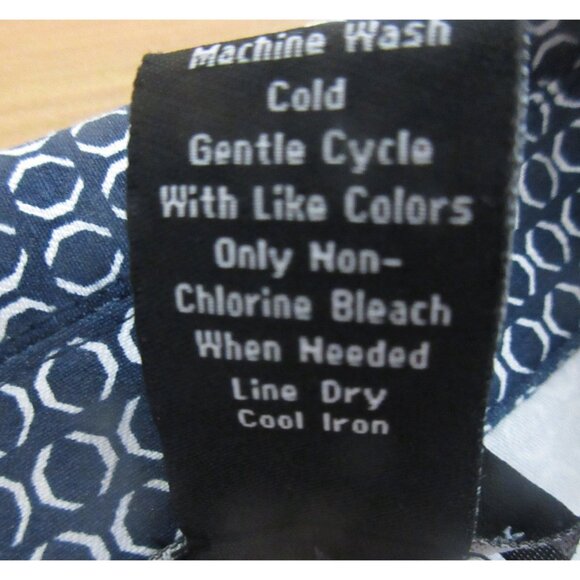 Machine Wash
Cold
Gentle Cycle
With Like Colors
Only Non-
Chlorine Bleach
When Needed
Line Dry
Cool Iron